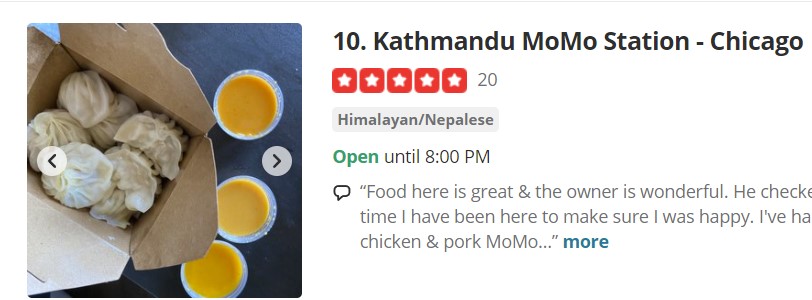 10. Kathmandu MoMo Station - Chicago
20
Himalayan/Nepalese
Open until 8:00 PM
“Food here is great & the owner is wonderful. He checke
time I have been here to make sure I was happy. I've ha
chicken & pork MoMo...” more